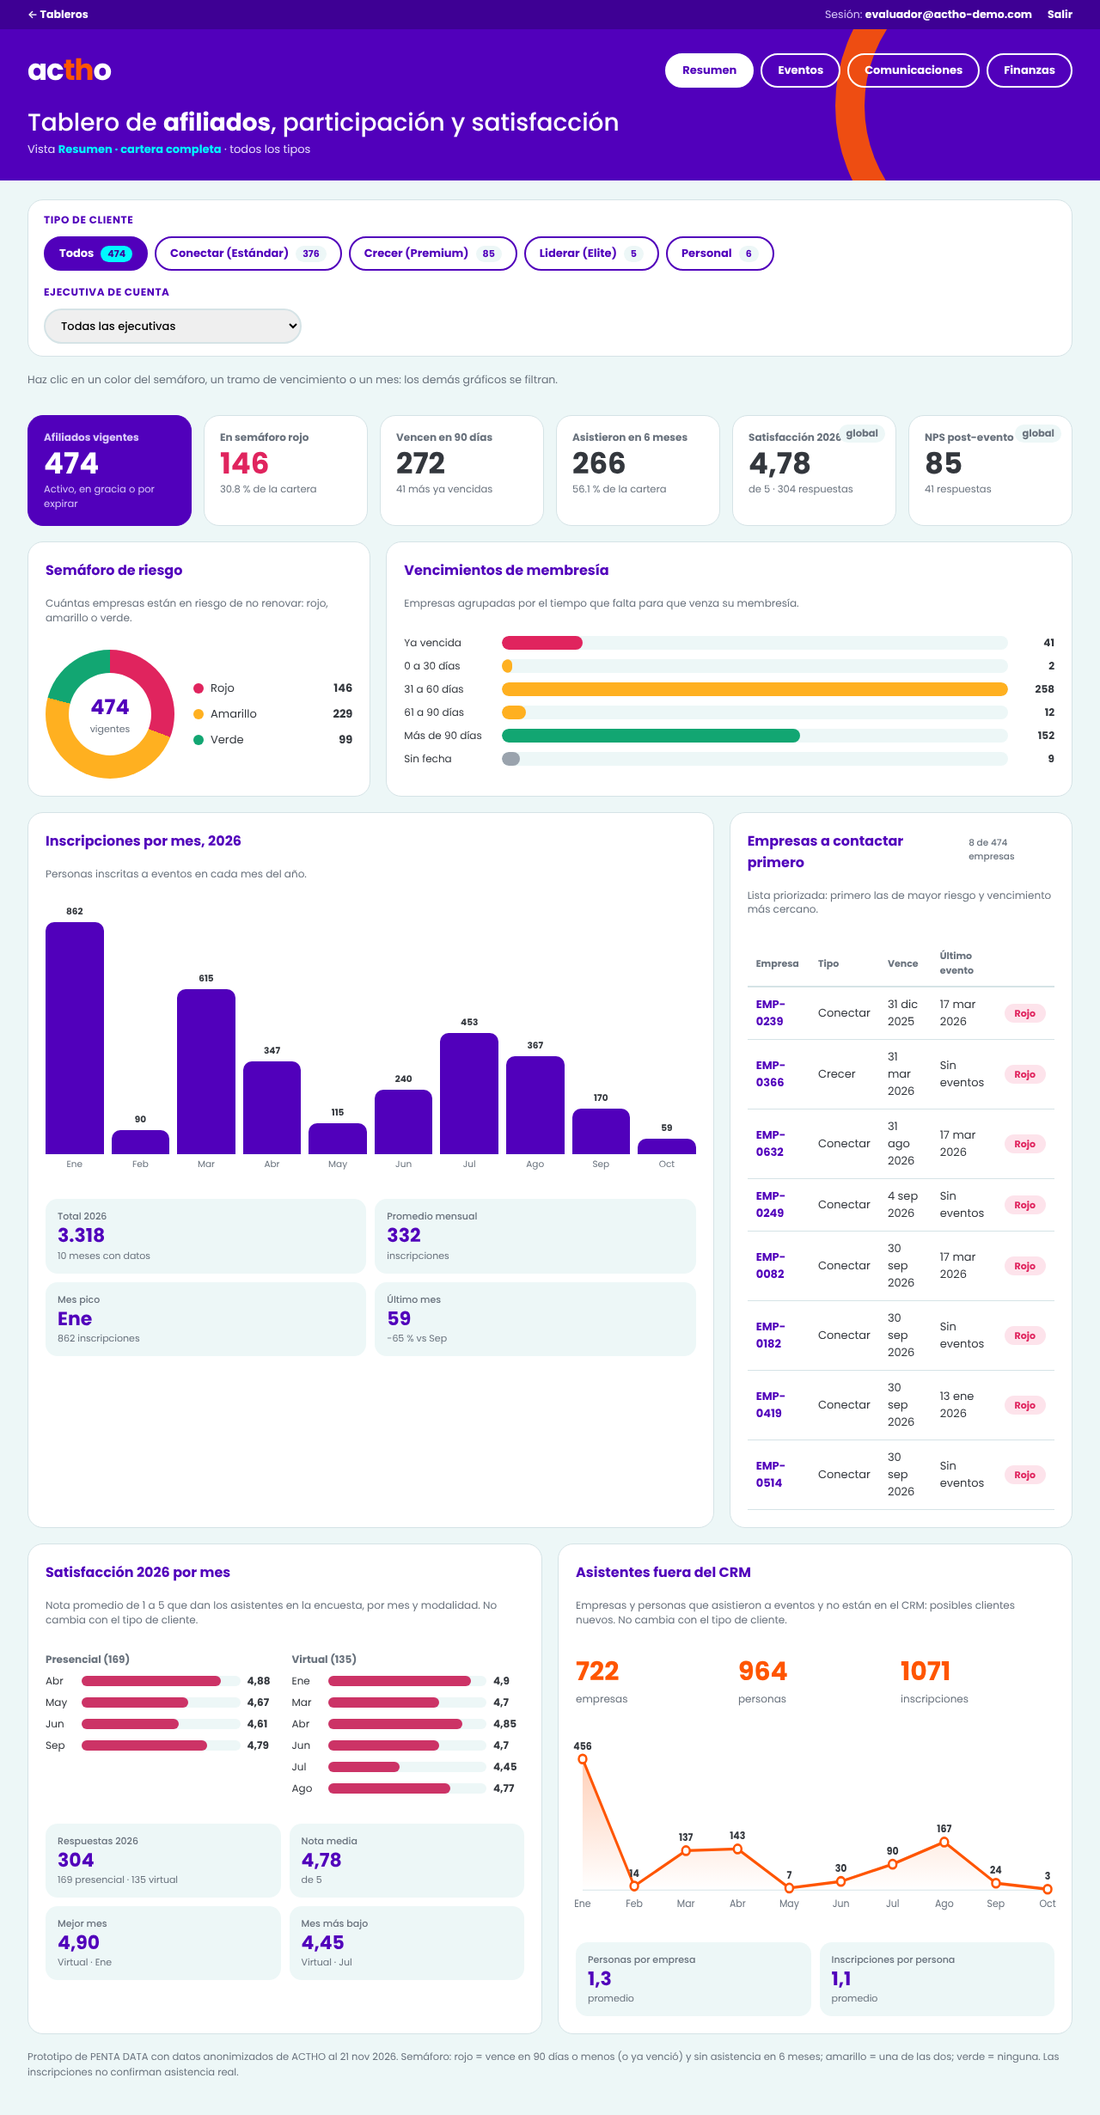 ← Tableros
Sesión: evaluador@actho-demo.com Salir
actho
Resumen
Eventos
Comunicaciones
Finanzas
Tablero de afiliados, participación y satisfacción
Vista Resumen · cartera completa · todos los tipos
TIPO DE CLIENTE
Todos 474
Conectar (Estándar) 376
Crecer (Premium) 85
Liderar (Elite) 5
Personal 6
EJECUTIVA DE CUENTA
Todas las ejecutivas
Haz clic en un color del semáforo, un tramo de vencimiento o un mes: los demás gráficos se filtran.
Afiliados vigentes
474
Activo, en gracia o por
expirar
En semáforo rojo
146
30.8 % de la cartera
Vencen en 90 días
272
41 más ya vencidas
Asistieron en 6 meses
266
56.1 % de la cartera
Satisfacción 2026
global
4,78
de 5 · 304 respuestas
NPS post-evento
global
85
41 respuestas
Semáforo de riesgo
Cuántas empresas están en riesgo de no renovar: rojo,
amarillo o verde.
474
vigentes
Rojo 146
Amarillo 229
Verde 99
Vencimientos de membresía
Empresas agrupadas por el tiempo que falta para que venza su membresía.
Ya vencida 41
0 a 30 días 2
31 a 60 días 258
61 a 90 días 12
Más de 90 días 152
Sin fecha 9
Inscripciones por mes, 2026
Personas inscritas a eventos en cada mes del año.
862
90
615
347
115
240
453
367
170
59
Ene Feb Mar Abr May Jun Jul Ago Sep Oct
Total 2026
3.318
10 meses con datos
Promedio mensual
332
inscripciones
Mes pico
Ene
862 inscripciones
Último mes
59
-65 % vs Sep
Empresas a contactar
primero
8 de 474
empresas
Lista priorizada: primero las de mayor riesgo y vencimiento
más cercano.
Empresa Tipo Vence Último
evento
EMP-
0239
Conectar
31 dic
2025
17 mar
2026
Rojo
EMP-
0366
Crecer
31
mar
2026
Sin
eventos
Rojo
EMP-
0632
Conectar
31
ago
2026
17 mar
2026
Rojo
EMP-
0249
Conectar
4 sep
2026
Sin
eventos
Rojo
EMP-
0082
Conectar
30
sep
2026
17 mar
2026
Rojo
EMP-
0182
Conectar
30
sep
2026
Sin
eventos
Rojo
EMP-
0419
Conectar
30
sep
2026
13 ene
2026
Rojo
EMP-
0514
Conectar
30
sep
2026
Sin
eventos
Rojo
Satisfacción 2026 por mes
Nota promedio de 1 a 5 que dan los asistentes en la encuesta, por mes y modalidad. No
cambia con el tipo de cliente.
Presencial (169)
Abr 4,88
May 4,67
Jun 4,61
Sep 4,79
Virtual (135)
Ene 4,9
Mar 4,7
Abr 4,85
Jun 4,7
Jul 4,45
Ago 4,77
Respuestas 2026
304
169 presencial · 135 virtual
Nota media
4,78
de 5
Mejor mes
4,90
Virtual · Ene
Mes más bajo
4,45
Virtual · Jul
Asistentes fuera del CRM
Empresas y personas que asistieron a eventos y no están en el CRM: posibles clientes
nuevos. No cambia con el tipo de cliente.
722
empresas
964
personas
1071
inscripciones
456
14
137
143
7
30
90
167
24
3
Ene Feb Mar Abr May Jun Jul Ago Sep Oct
Personas por empresa
1,3
promedio
Inscripciones por persona
1,1
promedio
Prototipo de PENTA DATA con datos anonimizados de ACTHO al 21 nov 2026. Semáforo: rojo = vence en 90 días o menos (o ya venció) y sin asistencia en 6 meses; amarillo = una de las dos; verde = ninguna. Las
inscripciones no confirman asistencia real.